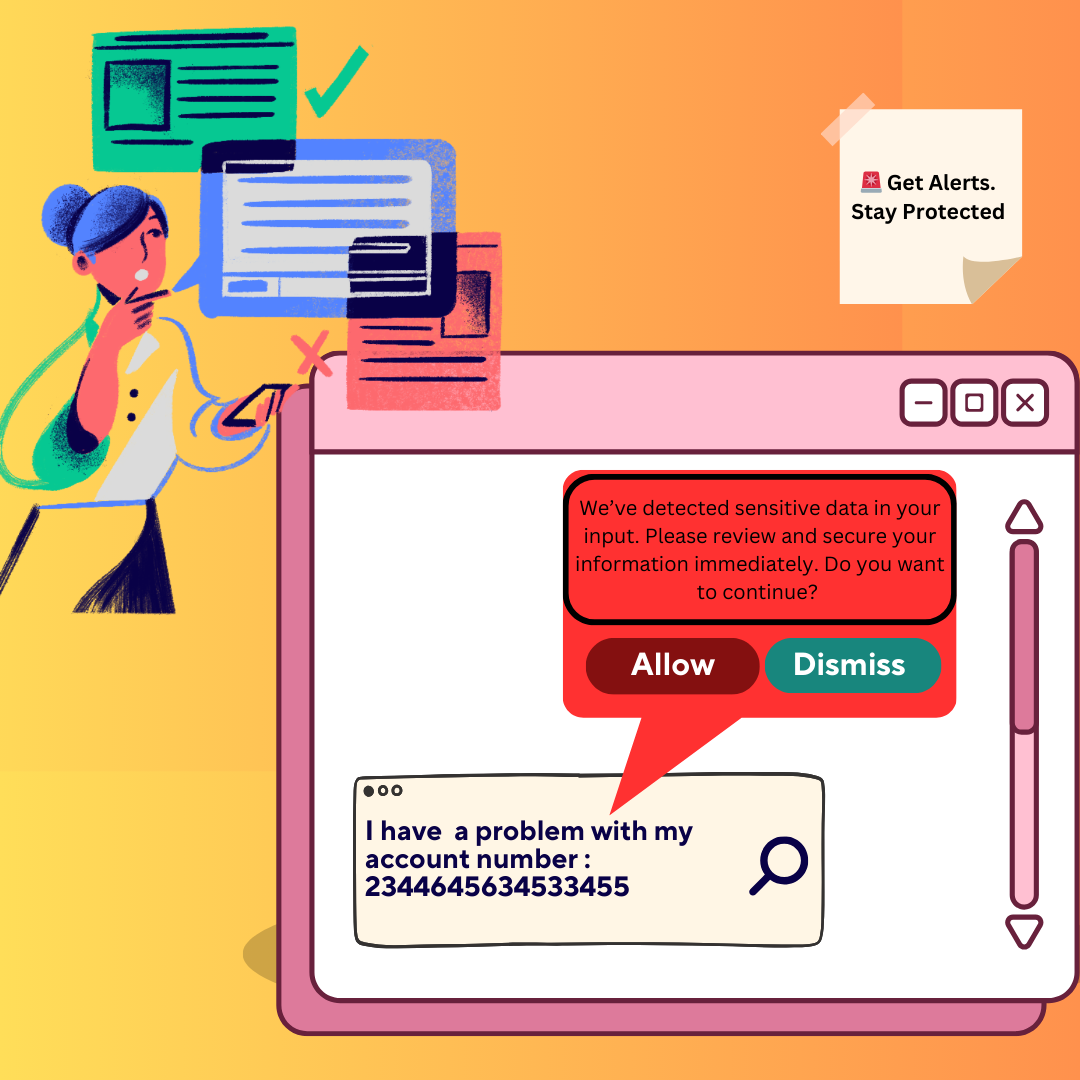 🚨 Get Alerts.
Stay Protected
We’ve detected sensitive data in your
input. Please review and secure your
information immediately. Do you want
to continue?
Allow
Dismiss
I have  a problem with my
account number :
2344645634533455